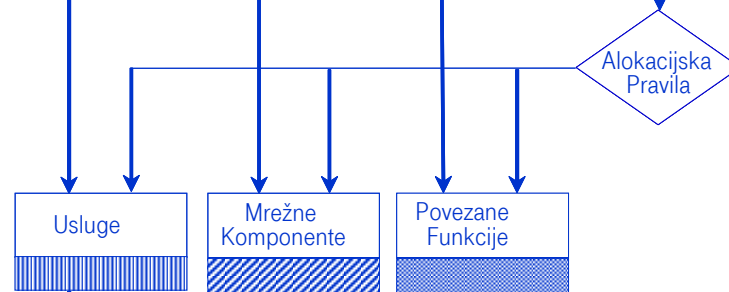 Alokacijska
Pravila
Usluge
Mrežne
Komponente
Povezane
Funkcije